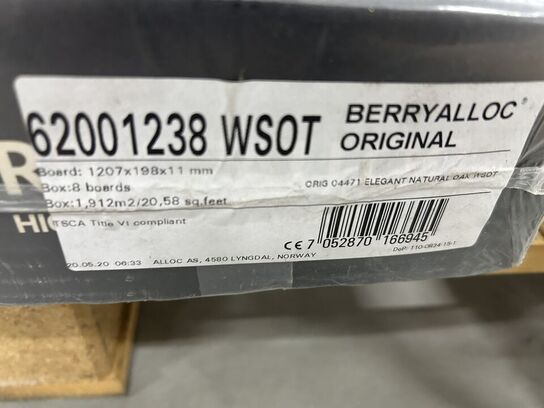 62001238 WSOT
BERRYALLOC®
ORIGINAL
Board: 1207x198x11 mm
Box:8 boards
ORIG 04471 ELEGANT NATURAL OAK WSOT
Box:1,912m2/20,58 sq.feet
TSCA Title VI compliant
CE 7 052870 166945
20.05.20 06:33 ALLOC AS, 4580 LYNGDAL, NORWAY
R
HI